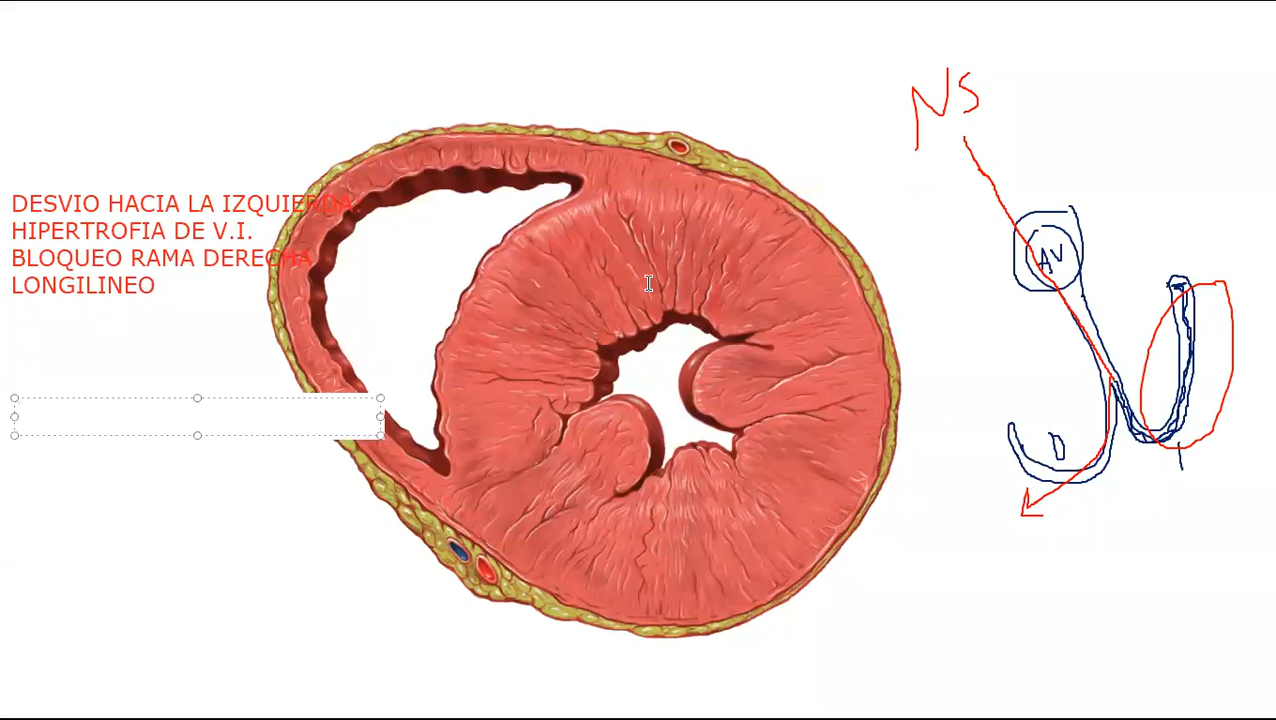 DESVIO HACIA LA IZQUIERDA
HIPERTROFIA DE V.I.
BLOQUEO RAMA DERECHA
LONGILINEO
NS
AV
D
I